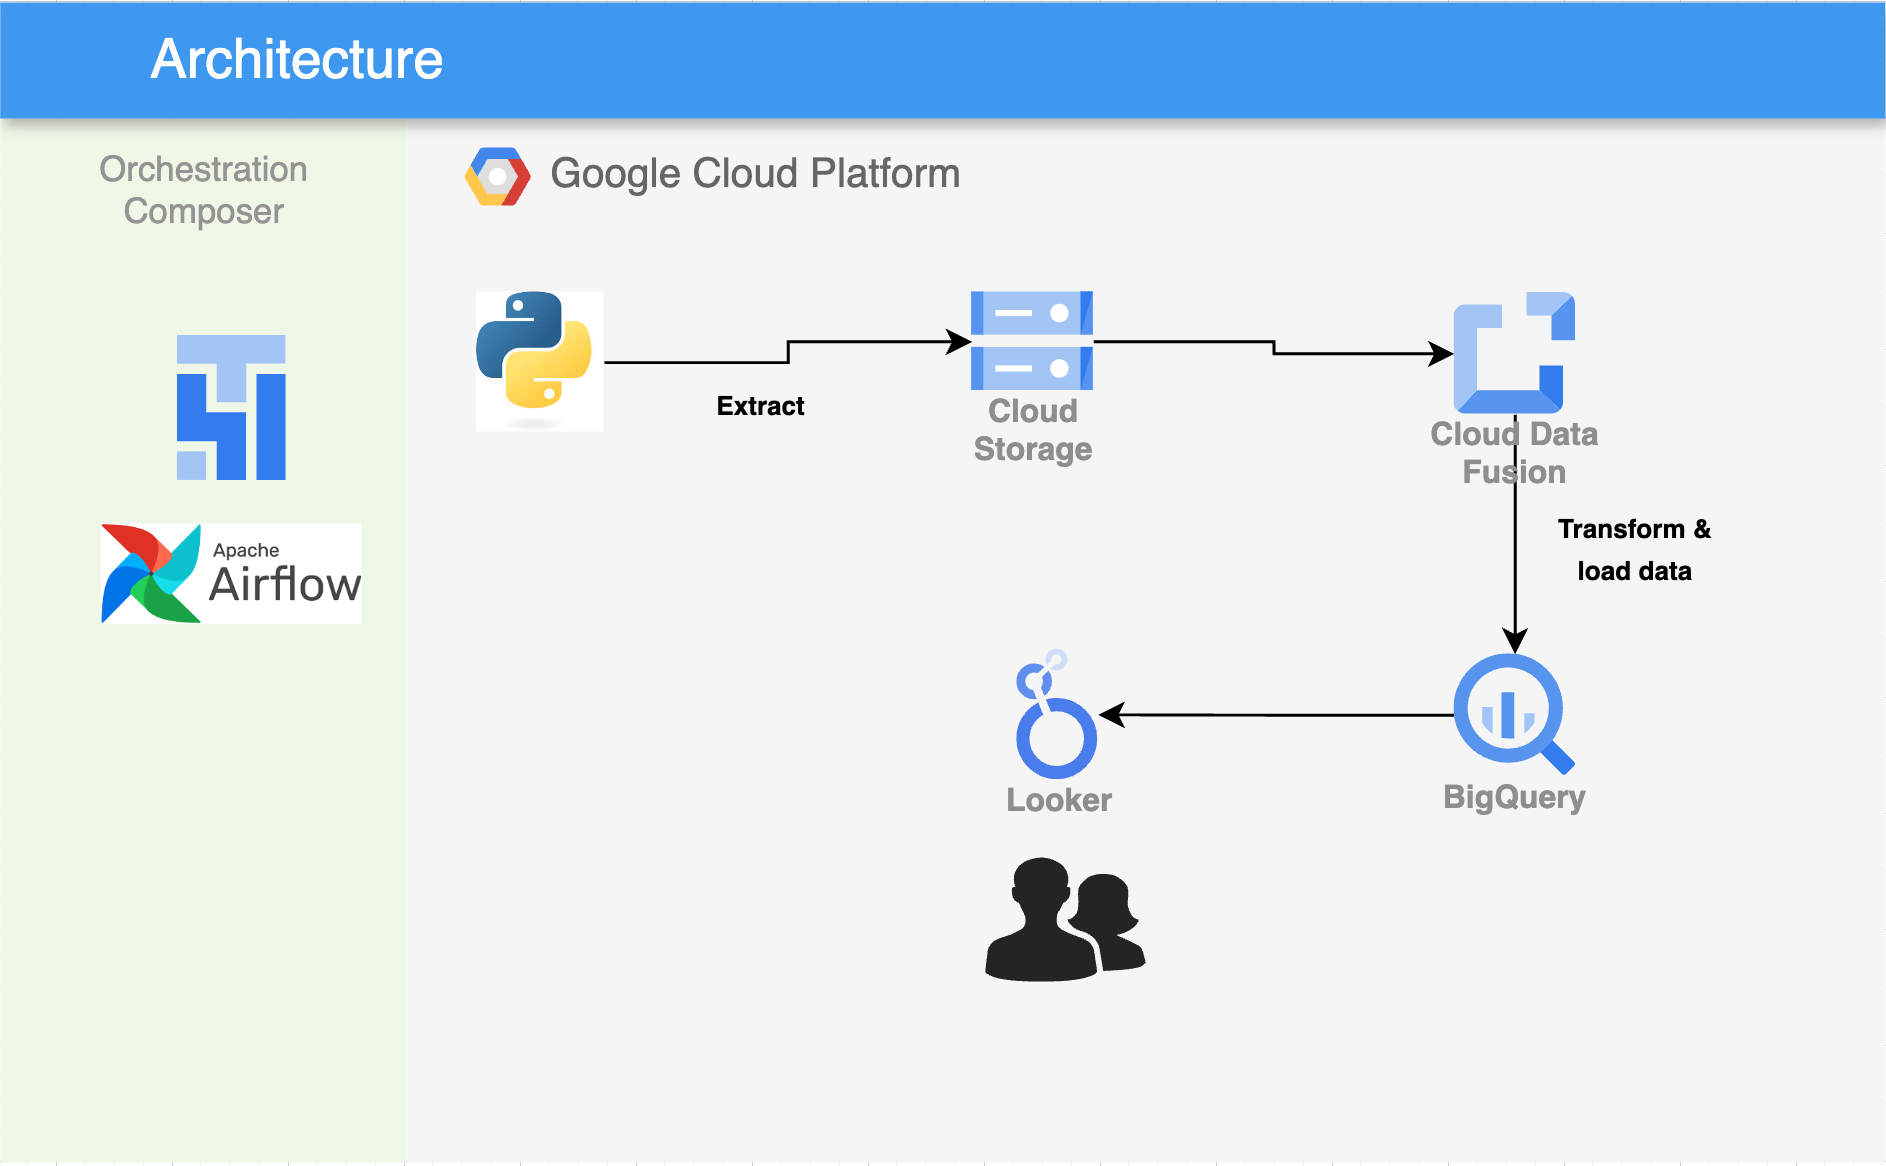 Architecture
Orchestration
Composer
Google Cloud Platform
Extract
Cloud
Storage
Cloud Data
Fusion
Transform &
load data
Apache
Airflow
Looker
BigQuery